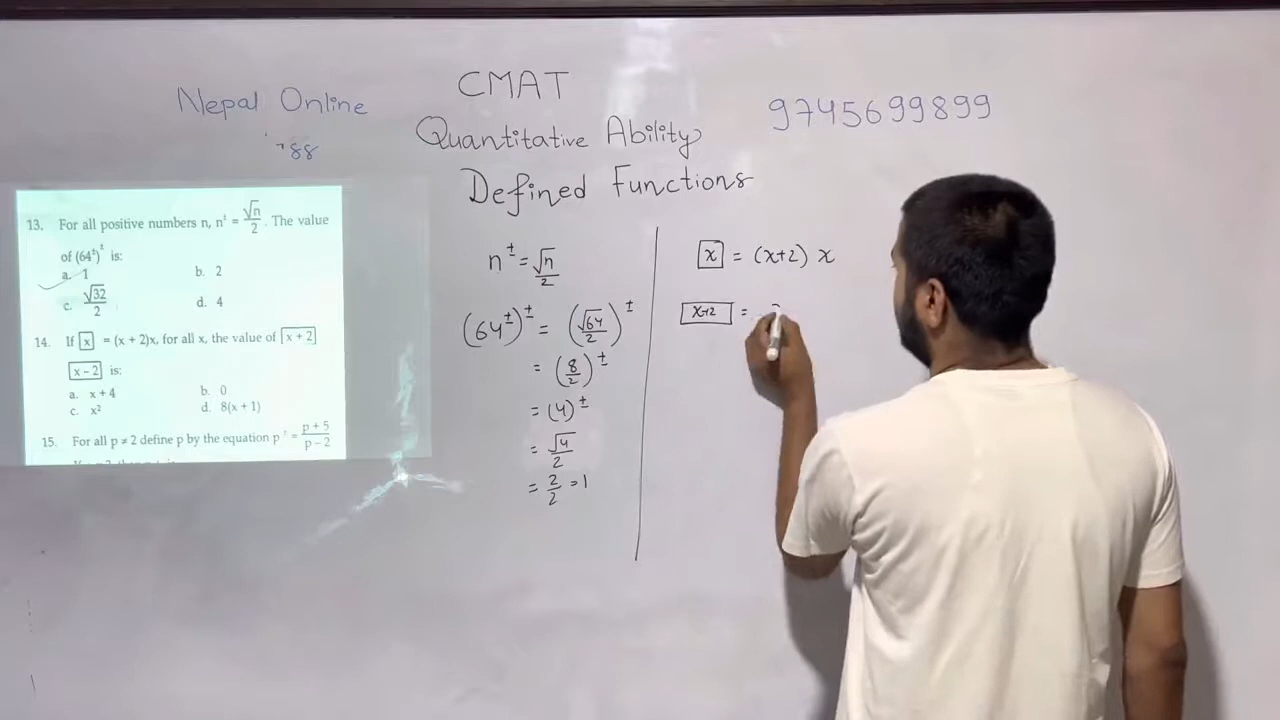 CMAT
Nepal Online
9745699899
Quantitative Ability
Defined Functions
13. For all positive numbers n, n^± = √n/2. The value
of (64^±)^± is:
a. 1 b. 2
c. √32/2 d. 4
14. If [x] = (x + 2)x, for all x, the value of [x + 2]
[x – 2] is:
a. x + 4 b. 0
c. x² d. 8(x + 1)
15. For all p ≠ 2 define p by the equation p = (p + 5)/(p – 2)
n^± = √n/2
(64^±)^± = (√64/2)^±
= (8/2)^±
= (4)^±
= √4/2
= 2/2 = 1
[x] = (x+2) x
[x+2] =